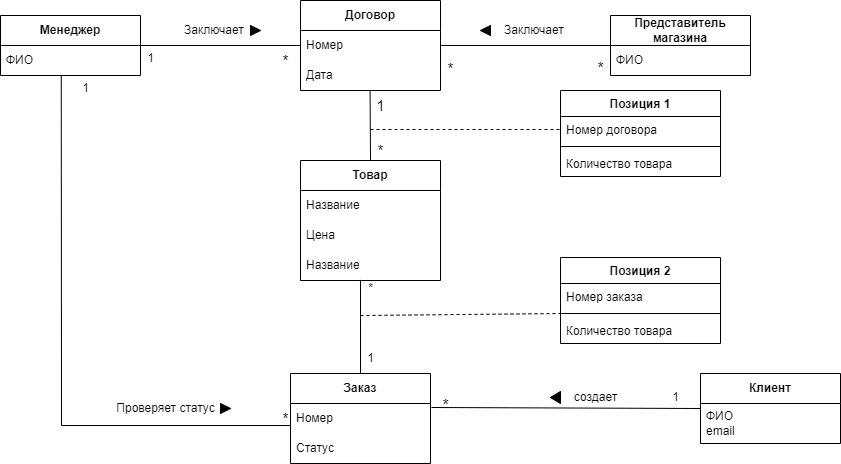 Менеджер
ФИО
Заключает
1
*
Договор
Номер
Дата
Заключает
*
*
Представитель
магазина
ФИО
1
1
*
Позиция 1
Номер договора
Количество товара
Товар
Название
Цена
Название
*
1
Позиция 2
Номер заказа
Количество товара
Проверяет статус
*
Заказ
Номер
Статус
*
создает
1
Клиент
ФИО
email